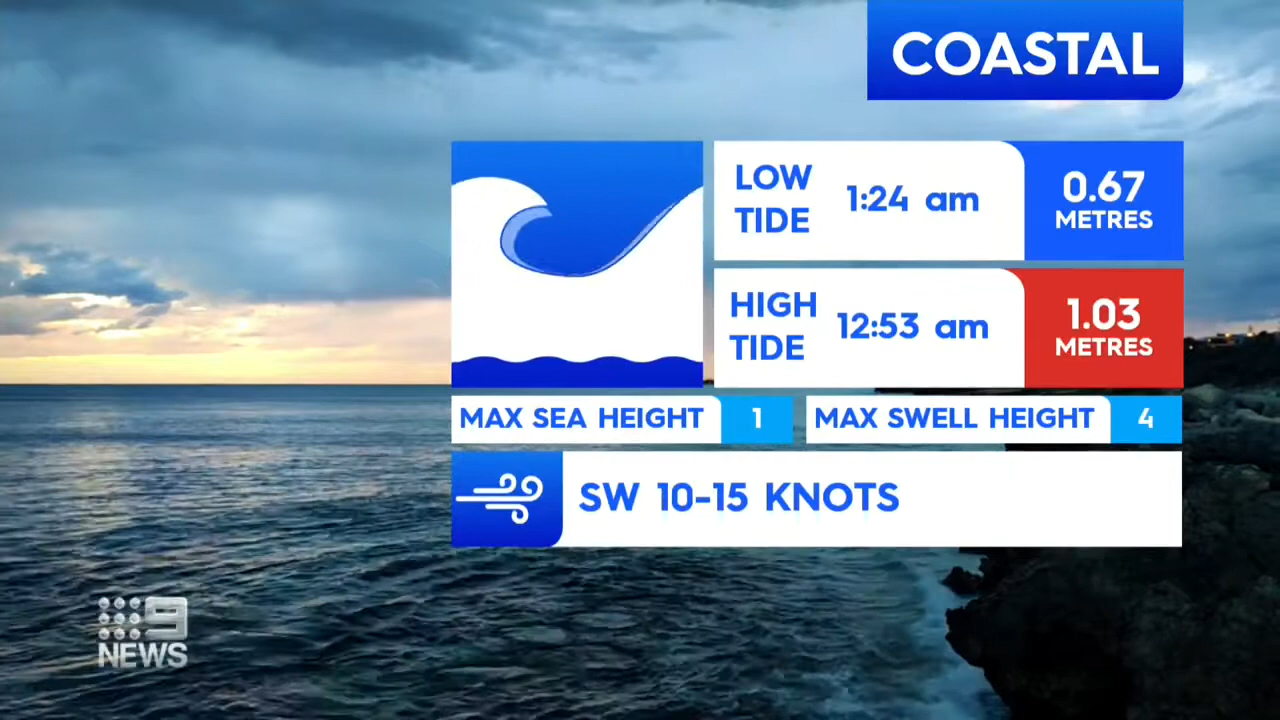 COASTAL
LOW
TIDE
1:24 am
0.67
METRES
HIGH
TIDE
12:53 am
1.03
METRES
MAX SEA HEIGHT 1
MAX SWELL HEIGHT 4
SW 10-15 KNOTS
9
NEWS